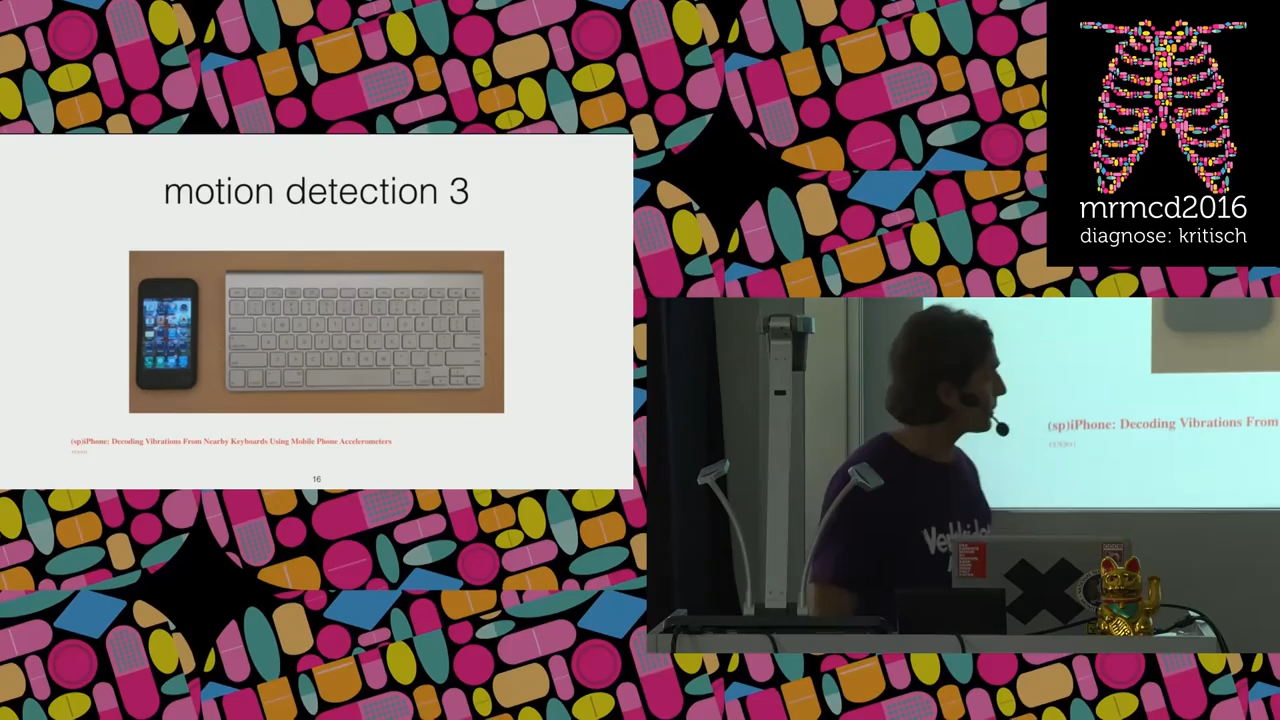 motion detection 3
(sp)iPhone: Decoding Vibrations From Nearby Keyboards Using Mobile Phone Accelerometers
16
mrmcd2016
diagnose: kritisch
(sp)iPhone: Decoding Vibrations From